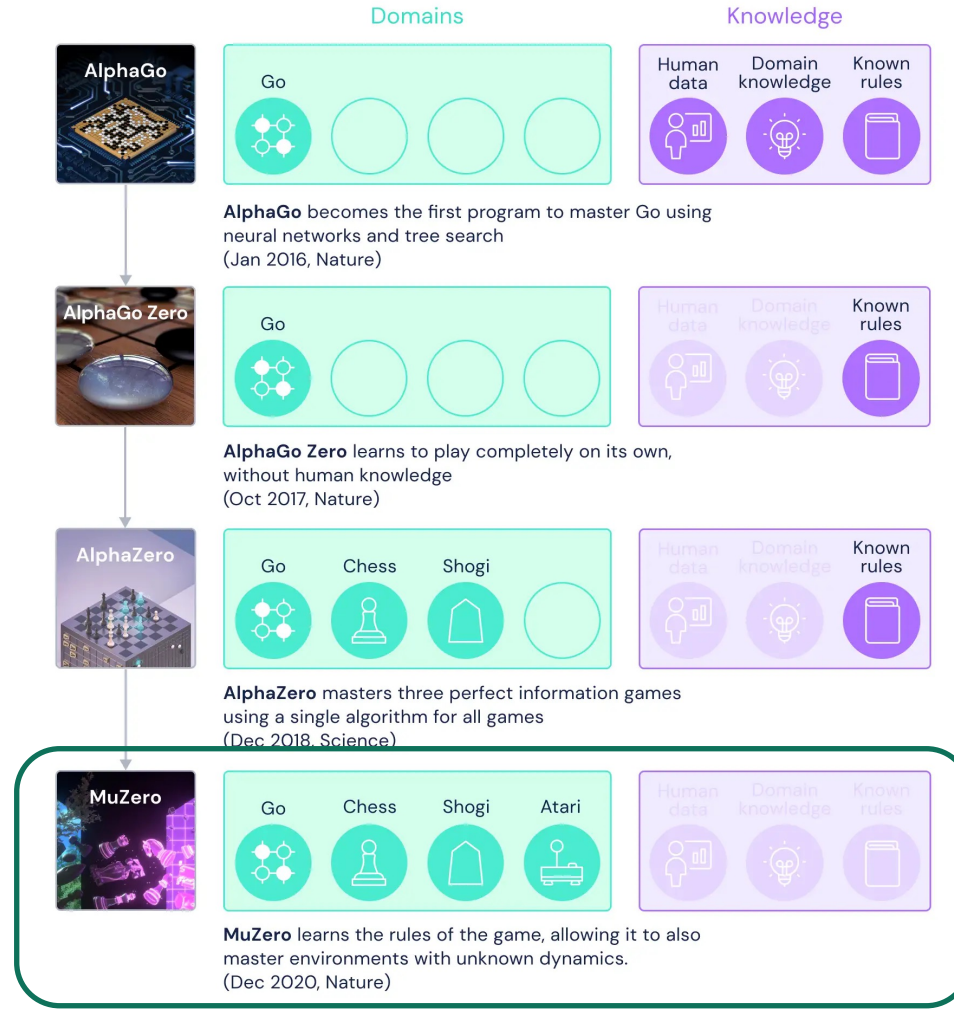 Domains
Knowledge
AlphaGo
Go
Human data
Domain knowledge
Known rules
AlphaGo becomes the first program to master Go using
neural networks and tree search
(Jan 2016, Nature)
AlphaGo Zero
Go
Human data
Domain knowledge
Known rules
AlphaGo Zero learns to play completely on its own,
without human knowledge
(Oct 2017, Nature)
AlphaZero
Go
Chess
Shogi
Human data
Domain knowledge
Known rules
AlphaZero masters three perfect information games
using a single algorithm for all games
(Dec 2018, Science)
MuZero
Go
Chess
Shogi
Atari
Human data
Domain knowledge
Known rules
MuZero learns the rules of the game, allowing it to also
master environments with unknown dynamics.
(Dec 2020, Nature)